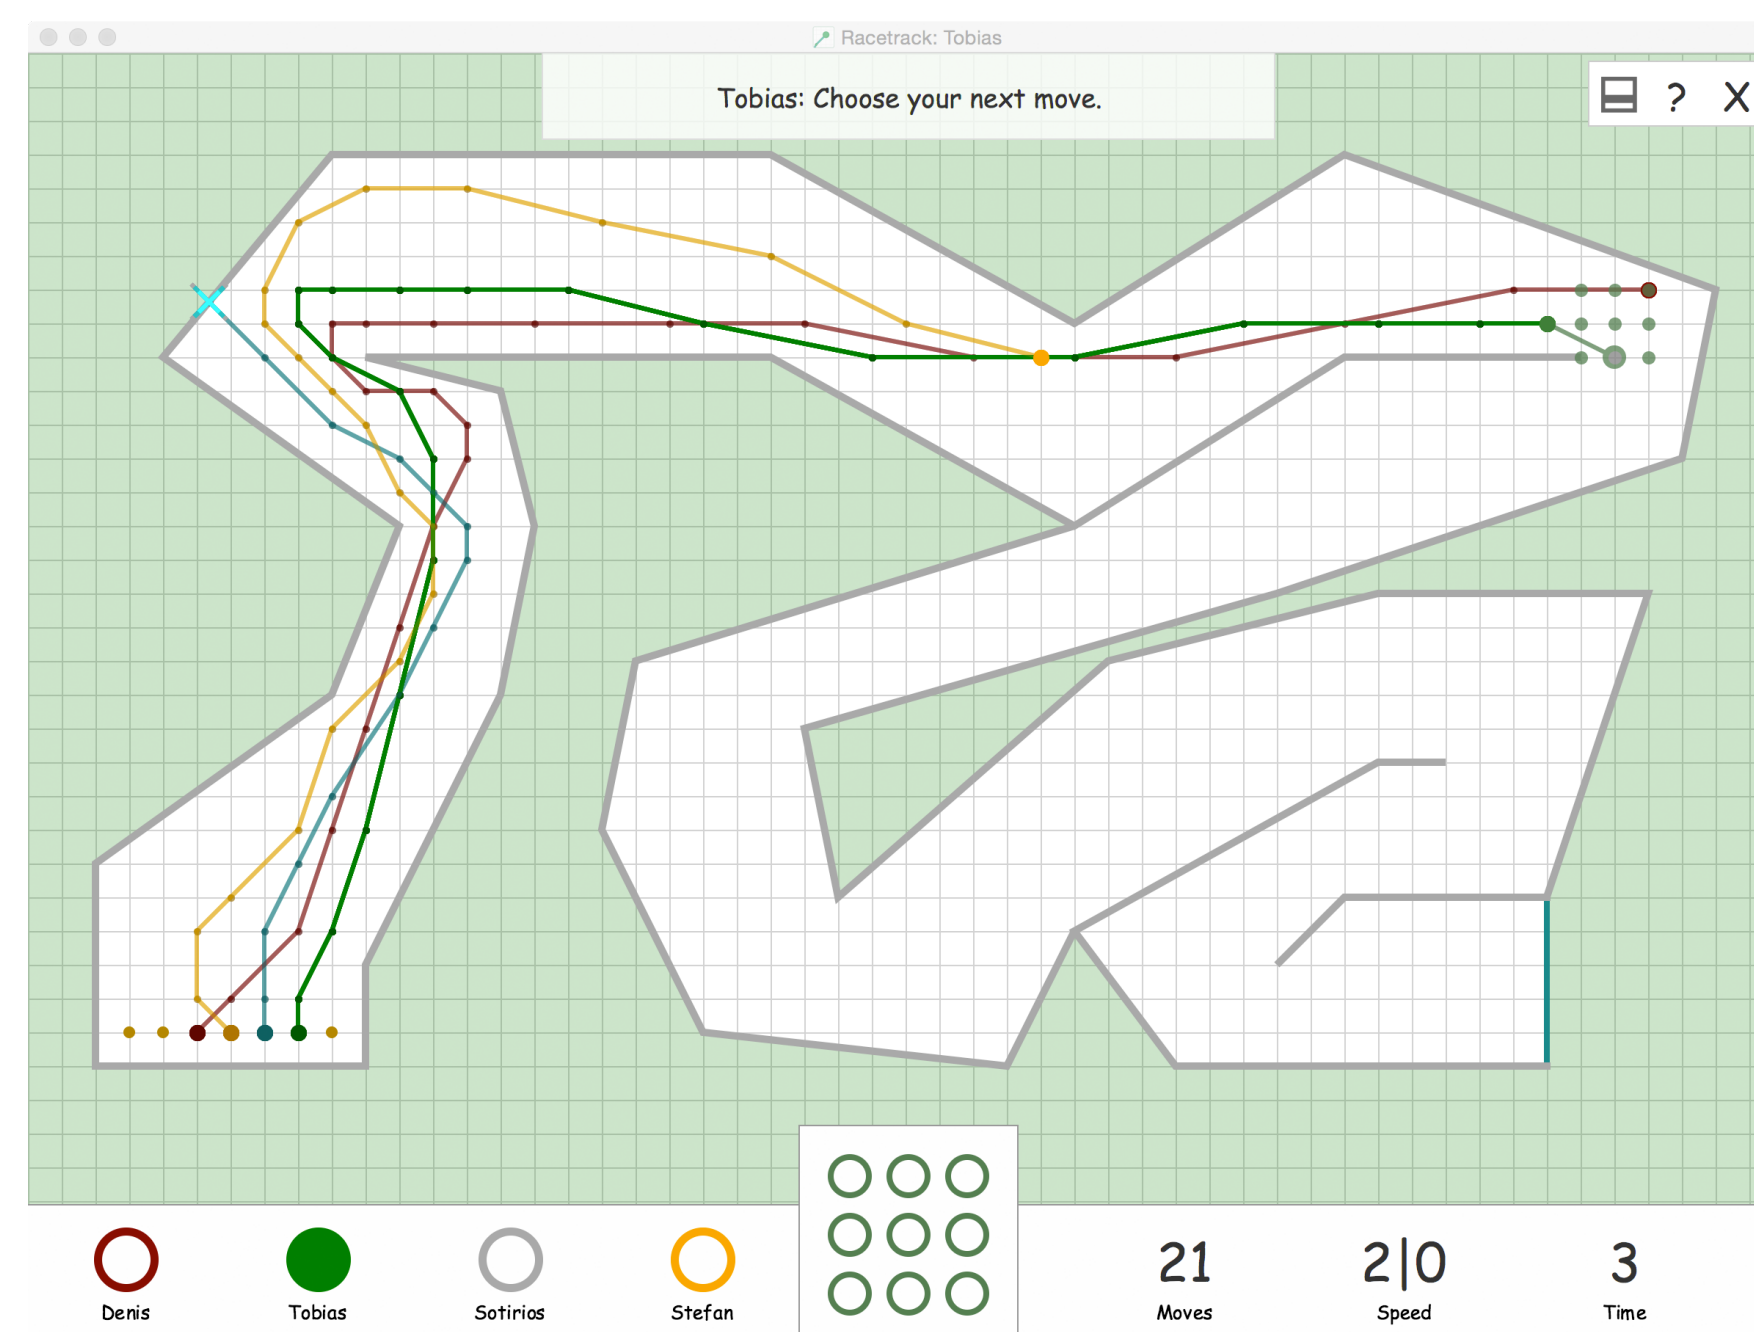 Racetrack: Tobias
Tobias: Choose your next move.
? X
21 2|0 3
Denis Tobias Sotirios Stefan Moves Speed Time